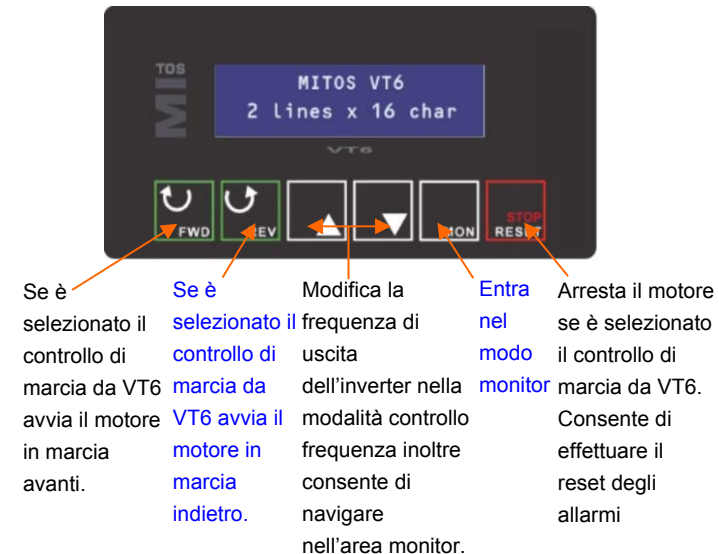 TOS
MI
MITOS VT6
2 lines x 16 char
VT6
FWD
REV
MON
STOP
RESET
Se è
selezionato il
controllo di
marcia da VT6
avvia il motore
in marcia
avanti.
Se è
selezionato il
controllo di
marcia da
VT6 avvia il
motore in
marcia
indietro.
Modifica la
frequenza di
uscita
dell'inverter nella
modalità controllo
frequenza inoltre
consente di
navigare
nell'area monitor.
Entra
nel
modo
monitor
Arresta il motore
se è selezionato
il controllo di
marcia da VT6.
Consente di
effettuare il
reset degli
allarmi